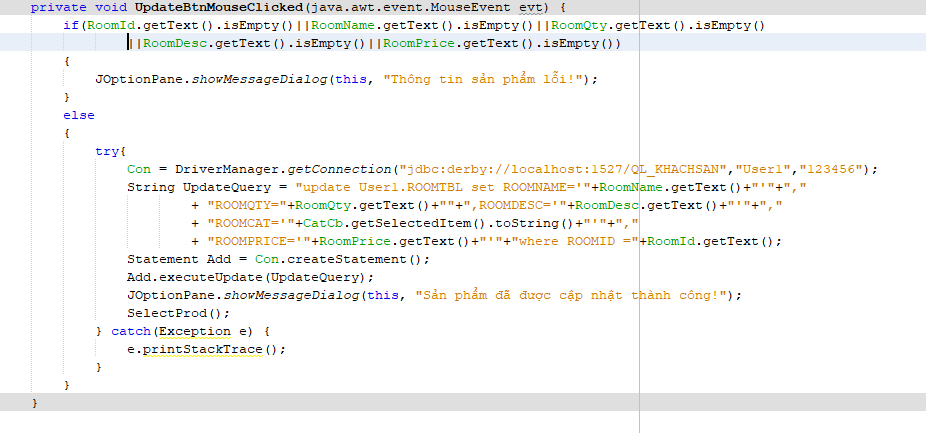 private void UpdateBtnMouseClicked(java.awt.event.MouseEvent evt) {
if(RoomId.getText().isEmpty()||RoomName.getText().isEmpty()||RoomQty.getText().isEmpty()
||RoomDesc.getText().isEmpty()||RoomPrice.getText().isEmpty())
{
JOptionPane.showMessageDialog(this, "Thông tin sản phẩm lỗi!");
}
else
{
try{
Con = DriverManager.getConnection("jdbc:derby://localhost:1527/QL_KHACHSAN","User1","123456");
String UpdateQuery = "update User1.ROOMTBL set ROOMNAME='"+RoomName.getText()+"'"+","
+ "ROOMQTY="+RoomQty.getText()+""+",ROOMDESC='"+RoomDesc.getText()+"'"+","
+ "ROOMCAT='"+CatCb.getSelectedItem().toString()+"'"+","
+ "ROOMPRICE='"+RoomPrice.getText()+"'"+"where ROOMID ="+RoomId.getText();
Statement Add = Con.createStatement();
Add.executeUpdate(UpdateQuery);
JOptionPane.showMessageDialog(this, "Sản phẩm đã được cập nhật thành công!");
SelectProd();
} catch(Exception e) {
e.printStackTrace();
}
}
}